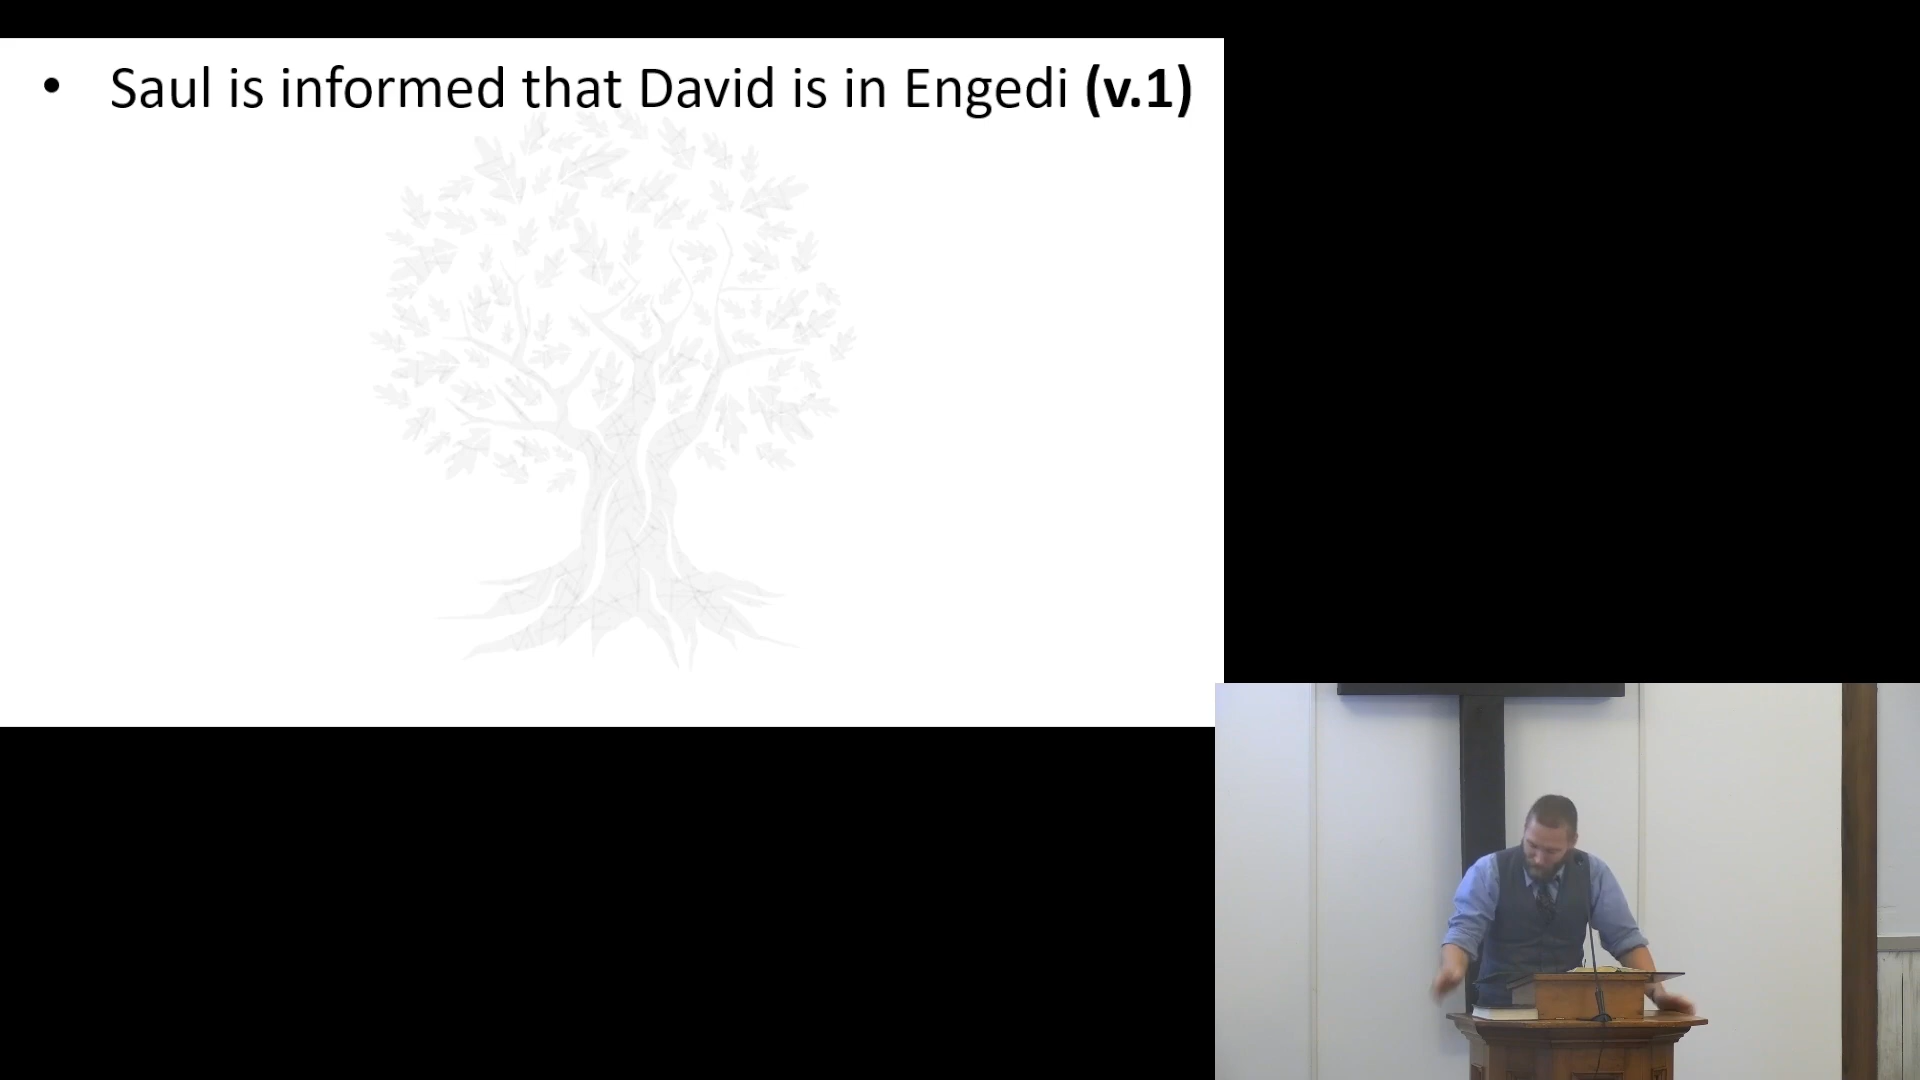 • Saul is informed that David is in Engedi (v.1)